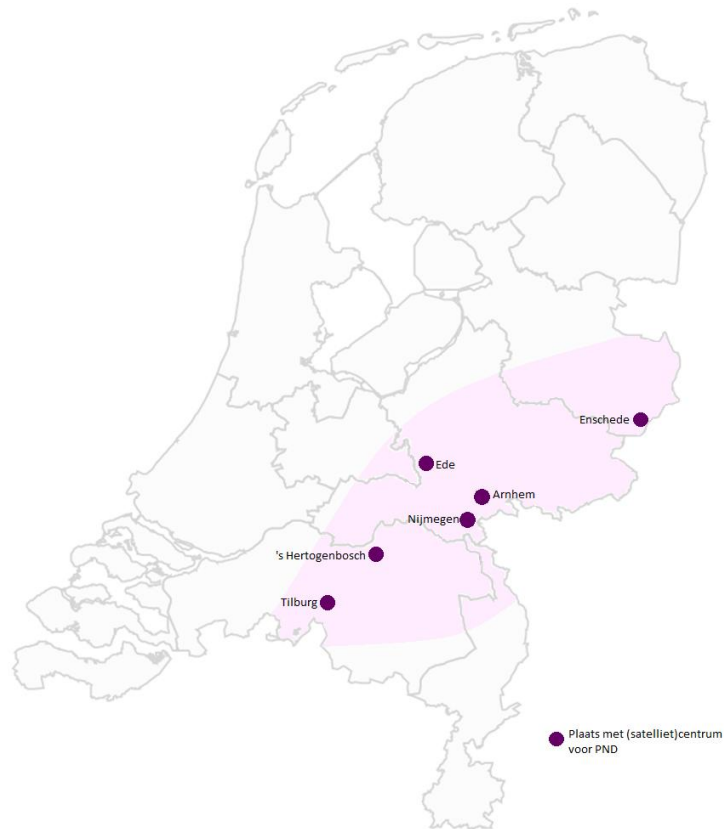 Enschede
Ede
Arnhem
Nijmegen
's Hertogenbosch
Tilburg
Plaats met (satelliet)centrum
voor PND